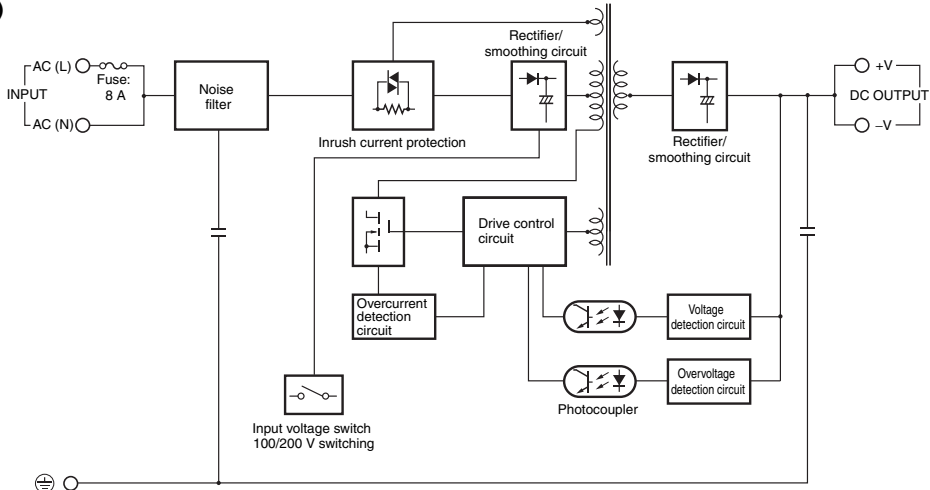 )
AC (L)
Fuse:
8 A
INPUT
AC (N)
Noise
filter
Inrush current protection
Rectifier/
smoothing circuit
Rectifier/
smoothing circuit
+V
DC OUTPUT
–V
Drive control
circuit
Overcurrent
detection
circuit
Voltage
detection circuit
Overvoltage
detection circuit
Photocoupler
Input voltage switch
100/200 V switching